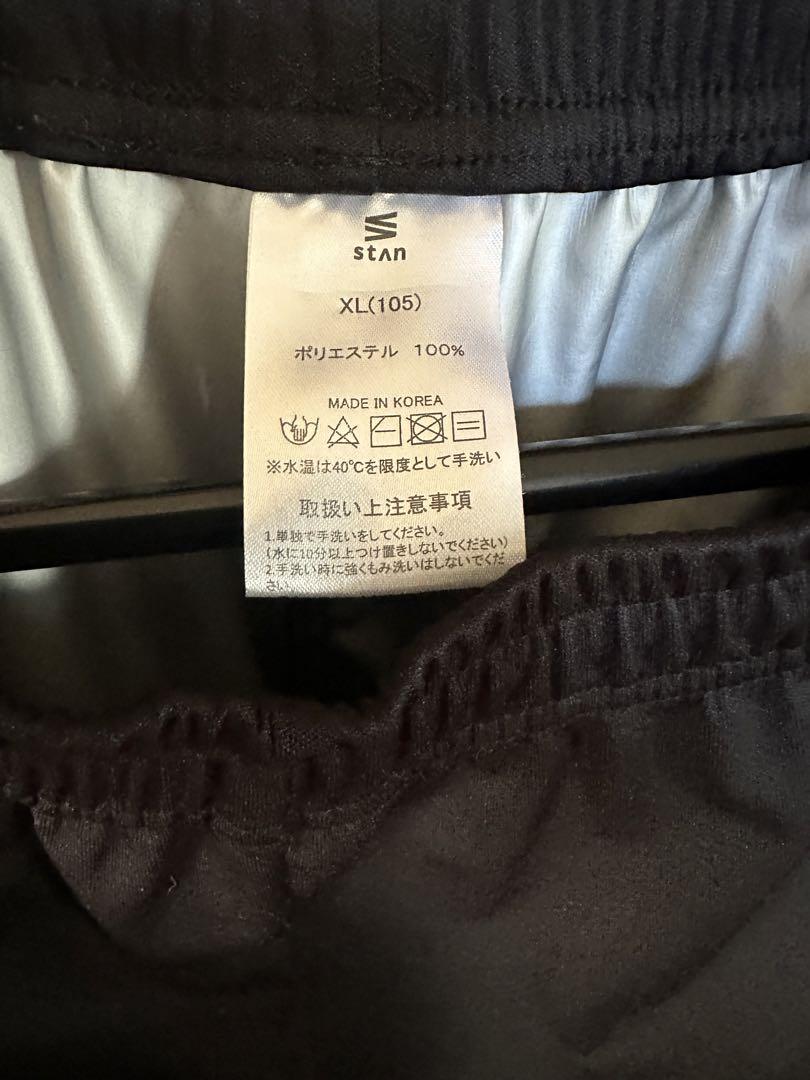 stan
XL(105)
ポリエステル 100%
MADE IN KOREA
※水温は40℃を限度として手洗い
取扱い上注意事項
1.単独で手洗いをしてください。
(水に10分以上つけ置きしないでください)
2.手洗い時に強くもみ洗いはしないでくだ
さい。